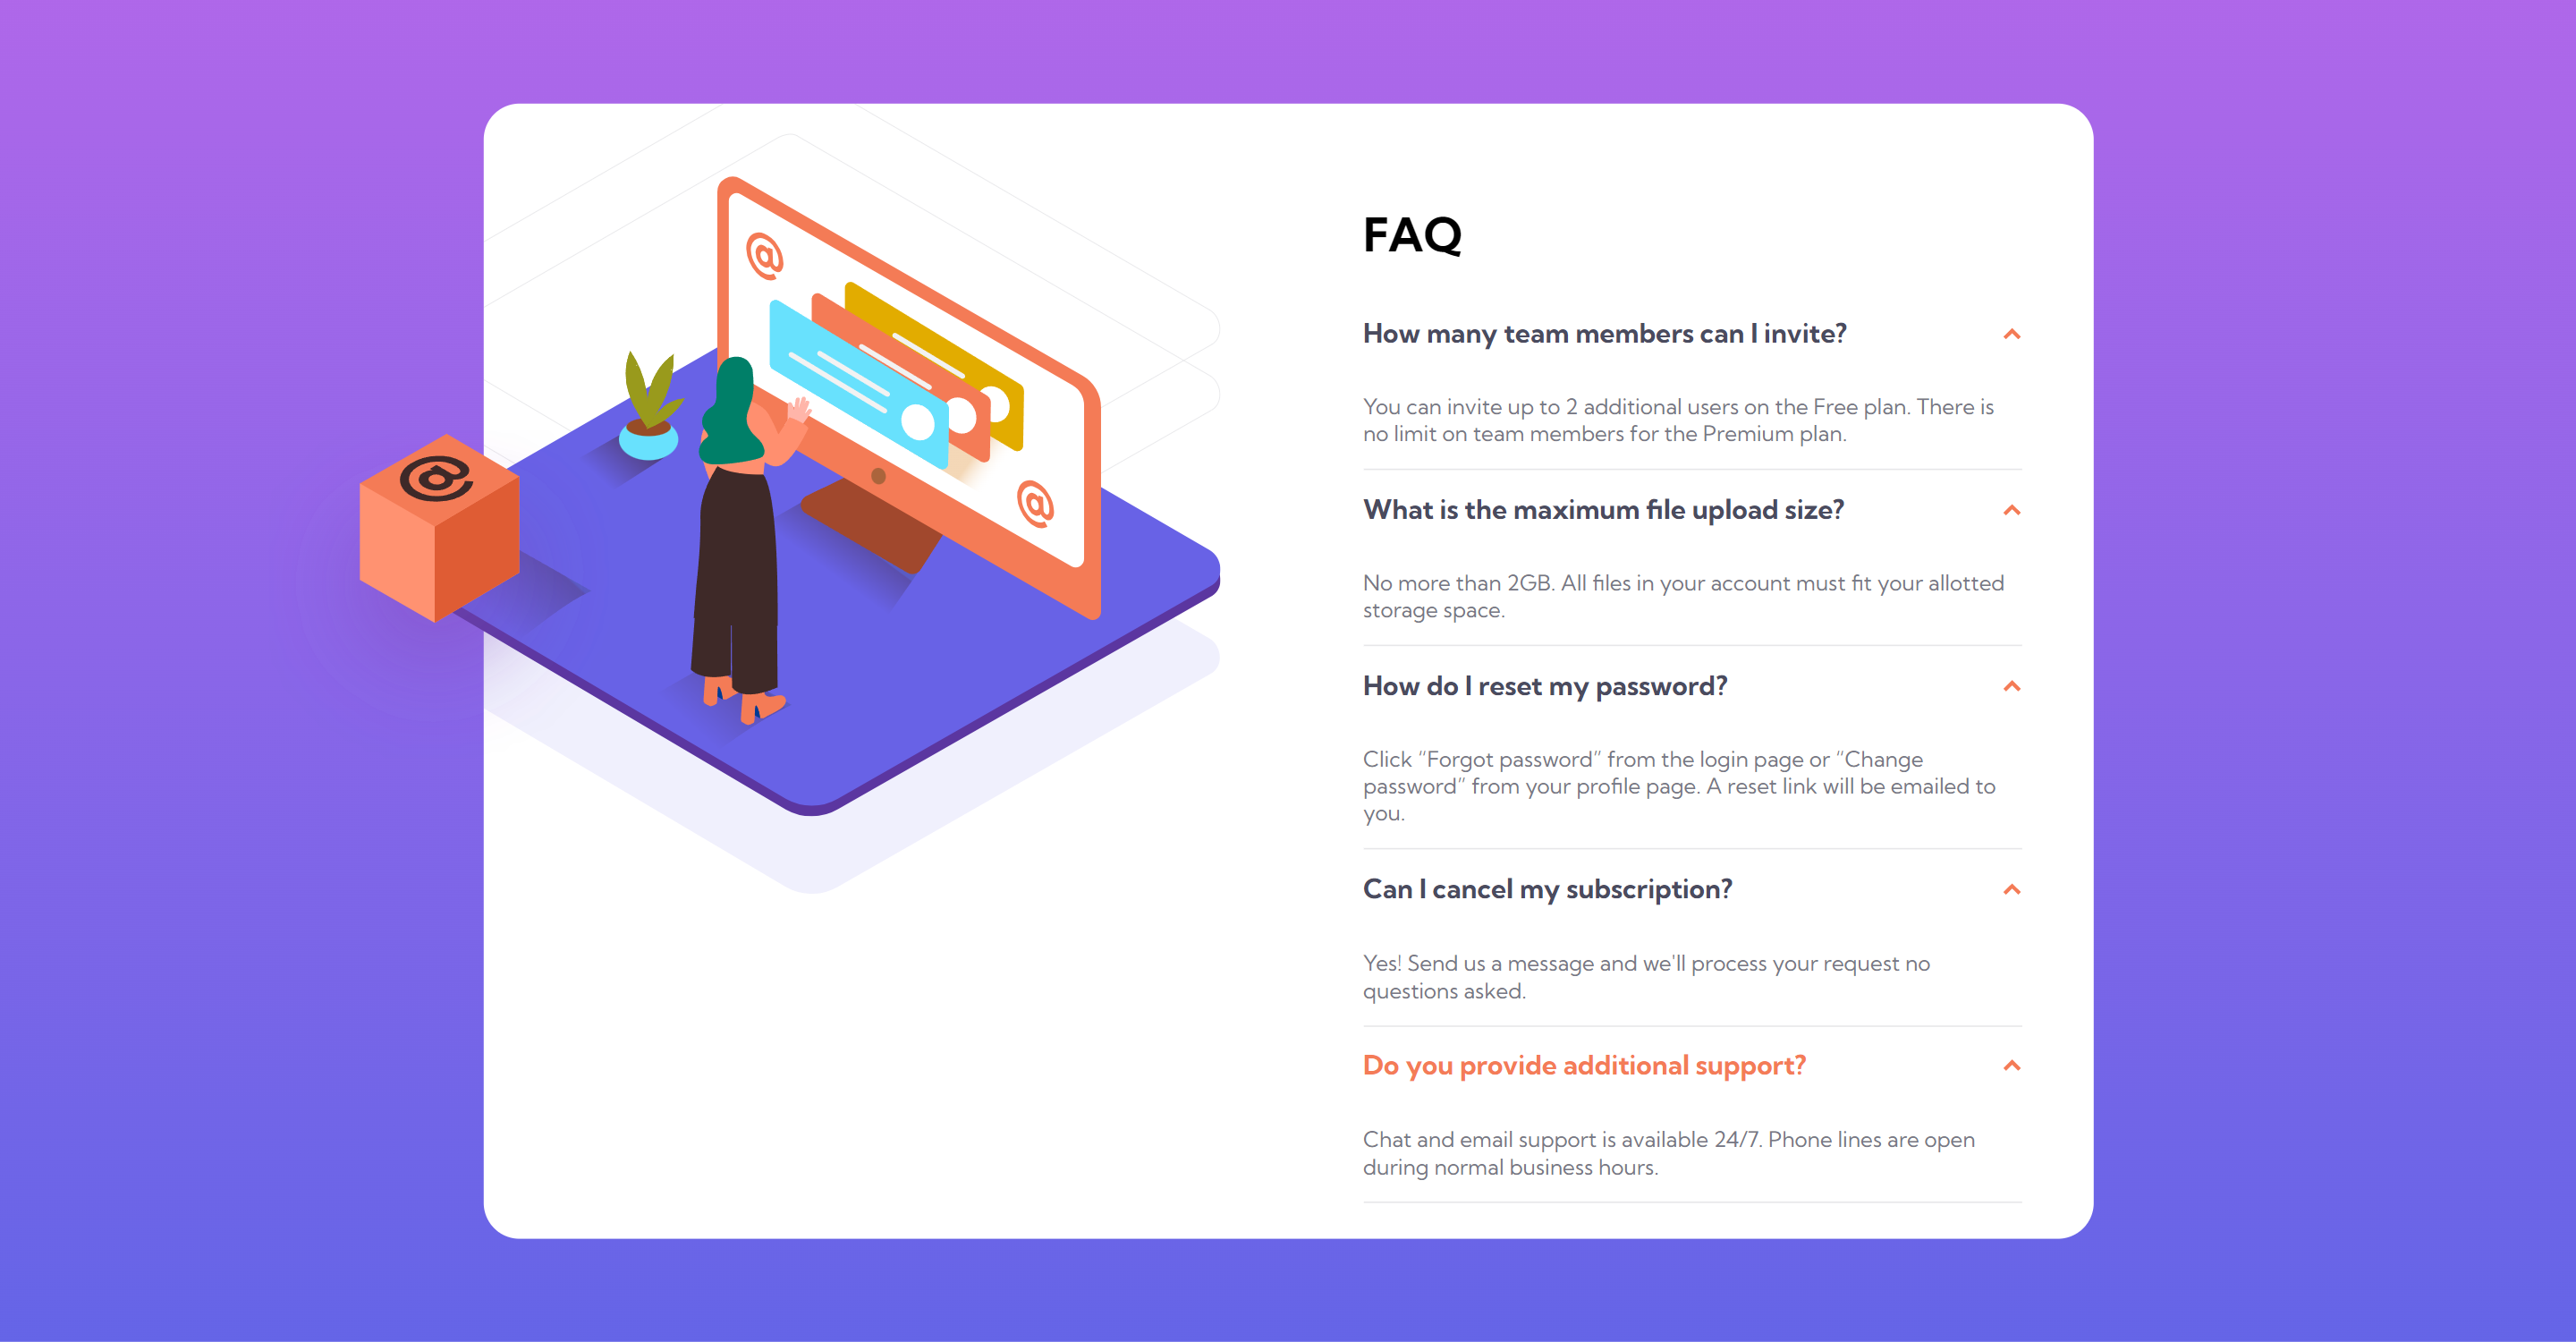 FAQ
How many team members can I invite?
You can invite up to 2 additional users on the Free plan. There is
no limit on team members for the Premium plan.
What is the maximum file upload size?
No more than 2GB. All files in your account must fit your allotted
storage space.
How do I reset my password?
Click “Forgot password” from the login page or “Change
password” from your profile page. A reset link will be emailed to
you.
Can I cancel my subscription?
Yes! Send us a message and we'll process your request no
questions asked.
Do you provide additional support?
Chat and email support is available 24/7. Phone lines are open
during normal business hours.
@
@
@